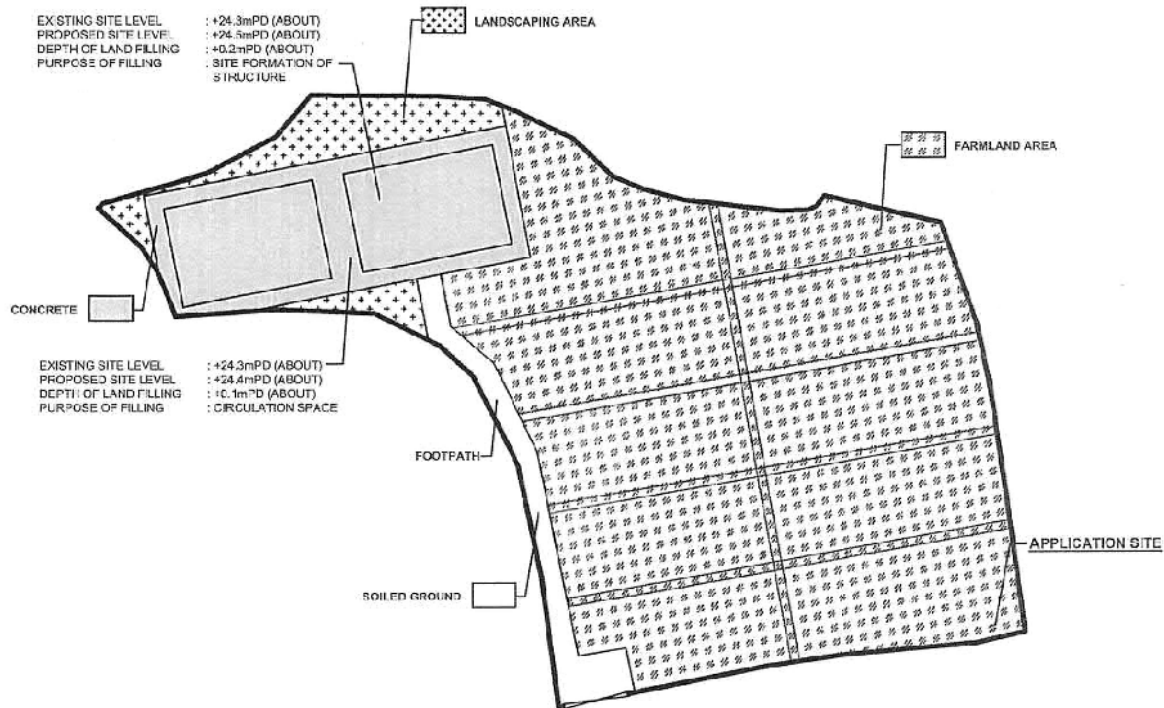 EXISTING SITE LEVEL : +24.3mPD (ABOUT)
PROPOSED SITE LEVEL : +24.5mPD (ABOUT)
DEPTH OF LAND FILLING : +0.2mPD (ABOUT)
PURPOSE OF FILLING : SITE FORMATION OF
STRUCTURE
LANDSCAPING AREA
FARMLAND AREA
CONCRETE
EXISTING SITE LEVEL : +24.3mPD (ABOUT)
PROPOSED SITE LEVEL : +24.4mPD (ABOUT)
DEPTH OF LAND FILLING : +0.1mPD (ABOUT)
PURPOSE OF FILLING : CIRCULATION SPACE
FOOTPATH
APPLICATION SITE
SOILED GROUND